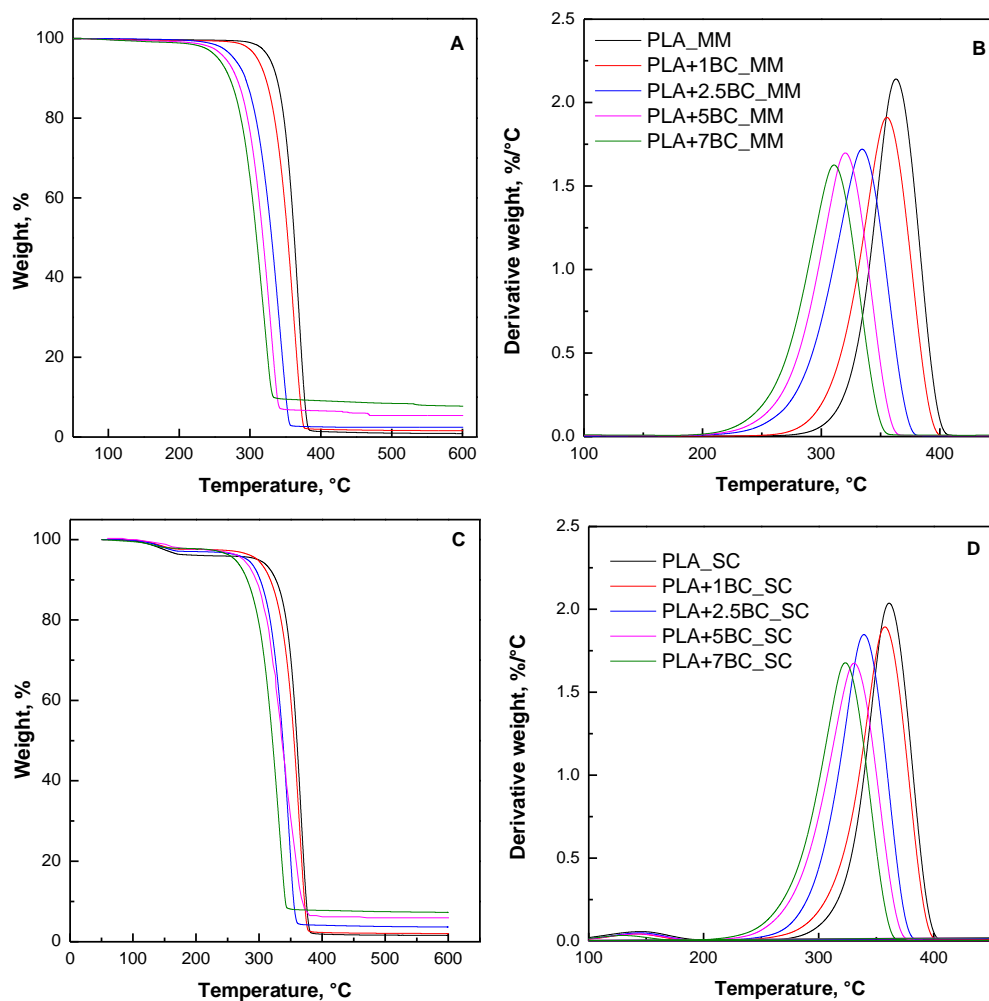 A
100
80
60
40
20
0
100
200
300
400
500
600
Weight, %
Temperature, °C
B
PLA_MM
PLA+1BC_MM
PLA+2.5BC_MM
PLA+5BC_MM
PLA+7BC_MM
2.5
2.0
1.5
1.0
0.5
0.0
100
200
300
400
Derivative weight, %/°C
Temperature, °C
C
100
80
60
40
20
0
0
100
200
300
400
500
600
Weight, %
Temperature, °C
D
PLA_SC
PLA+1BC_SC
PLA+2.5BC_SC
PLA+5BC_SC
PLA+7BC_SC
2.5
2.0
1.5
1.0
0.5
0.0
100
200
300
400
Derivative weight, %/°C
Temperature, °C